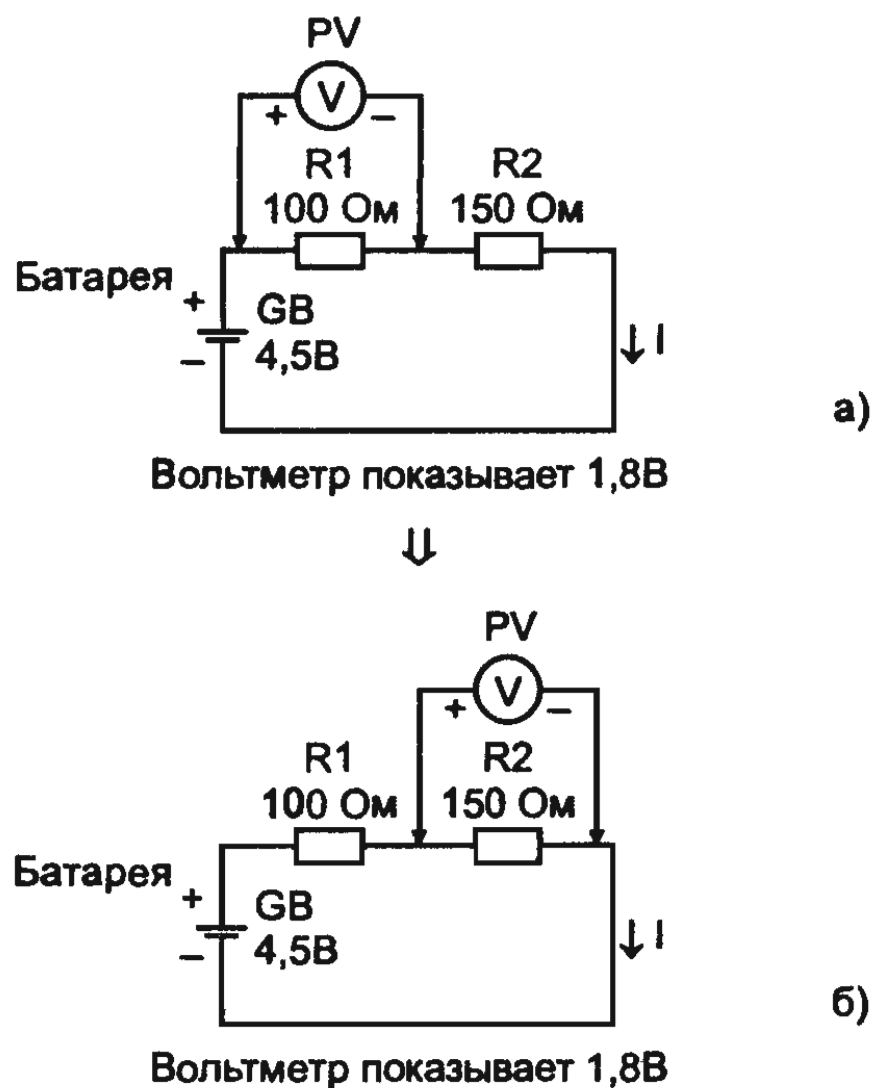 PV
V
+ –
R1 R2
100 Ом 150 Ом
Батарея
+
GB
– 4,5В
↓ I
а)
Вольтметр показывает 1,8В
⇓
PV
V
+ –
R1 R2
100 Ом 150 Ом
Батарея
+
GB
– 4,5В
↓ I
б)
Вольтметр показывает 1,8В